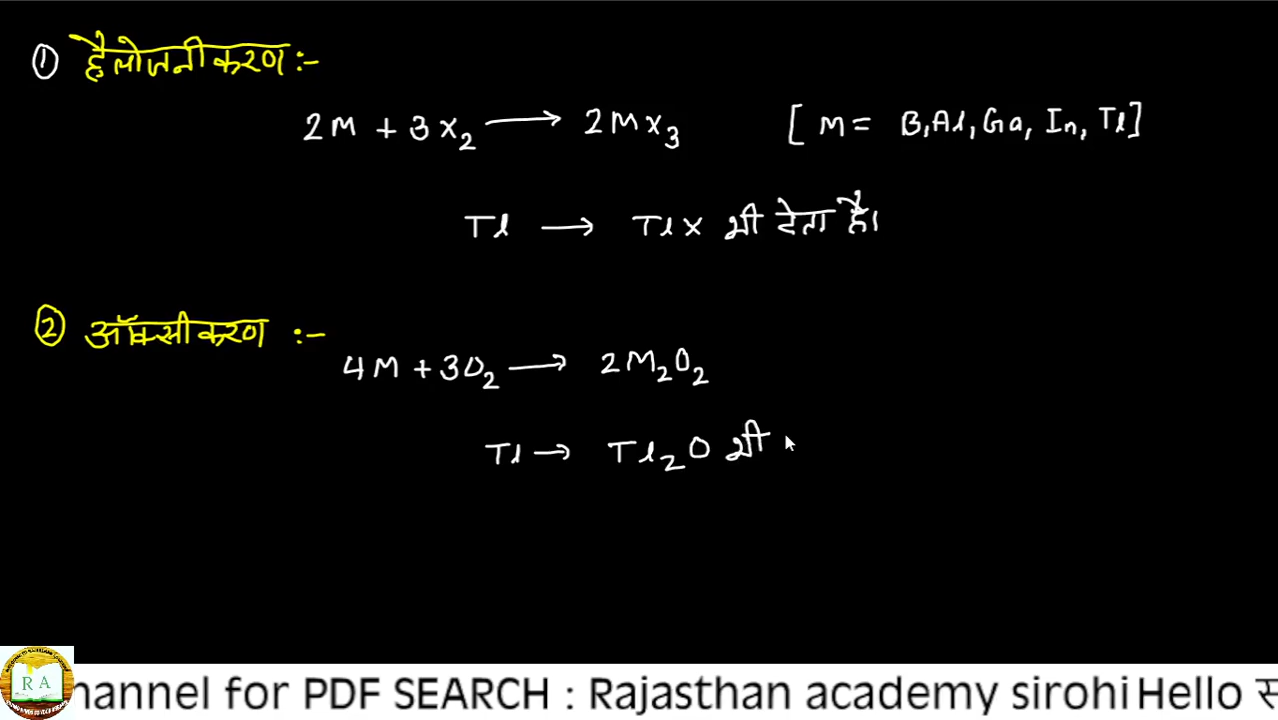 ① हैलोजनीकरण :-
2M + 3X₂ ⟶ 2MX₃ [ M = B, Al, Ga, In, Tl ]
Tl ⟶ TlX भी देता है।
② ऑक्सीकरण :-
4M + 3O₂ ⟶ 2M₂O₂
Tl ⟶ Tl₂O भी
RA
hannel for PDF SEARCH : Rajasthan academy sirohi Hello स